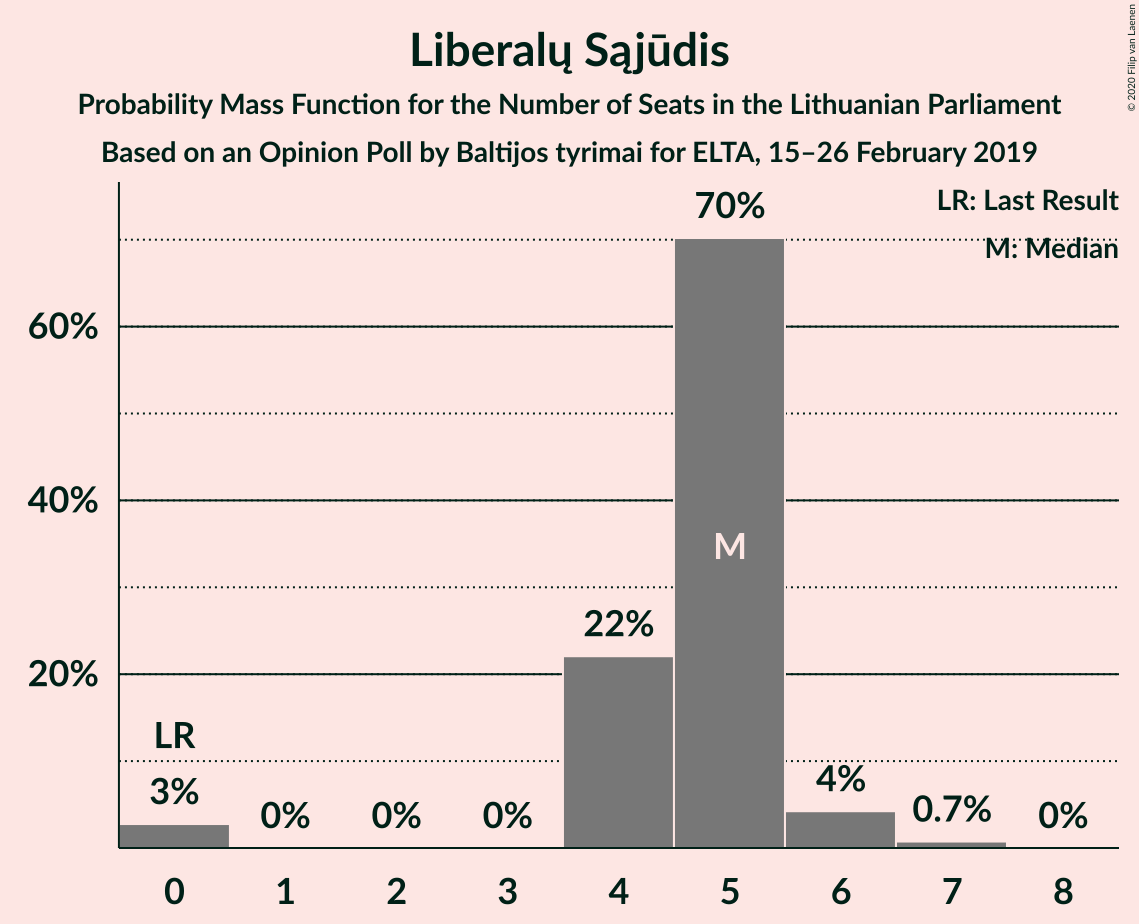 Liberalų Sąjūdis
Probability Mass Function for the Number of Seats in the Lithuanian Parliament
Based on an Opinion Poll by Baltijos tyrimai for ELTA, 15–26 February 2019
© 2020 Filip van Laenen
LR: Last Result
M: Median
70%
60%
40%
M
22%
20%
LR
3%
0%
0%
0%
4%
0.7%
0%
0 1 2 3 4 5 6 7 8